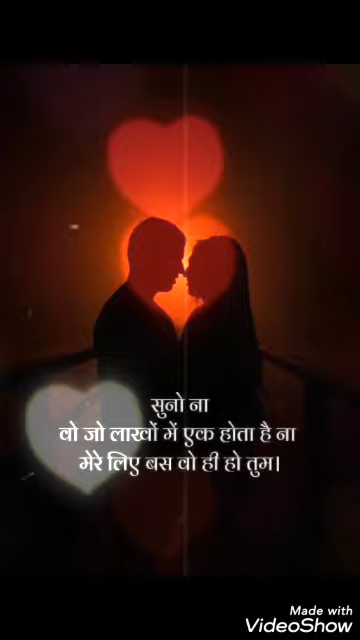 सुनो ना
वो जो लाखों में एक होता है ना
मेरे लिए बस वो ही हो तुम।
Made with
VideoShow